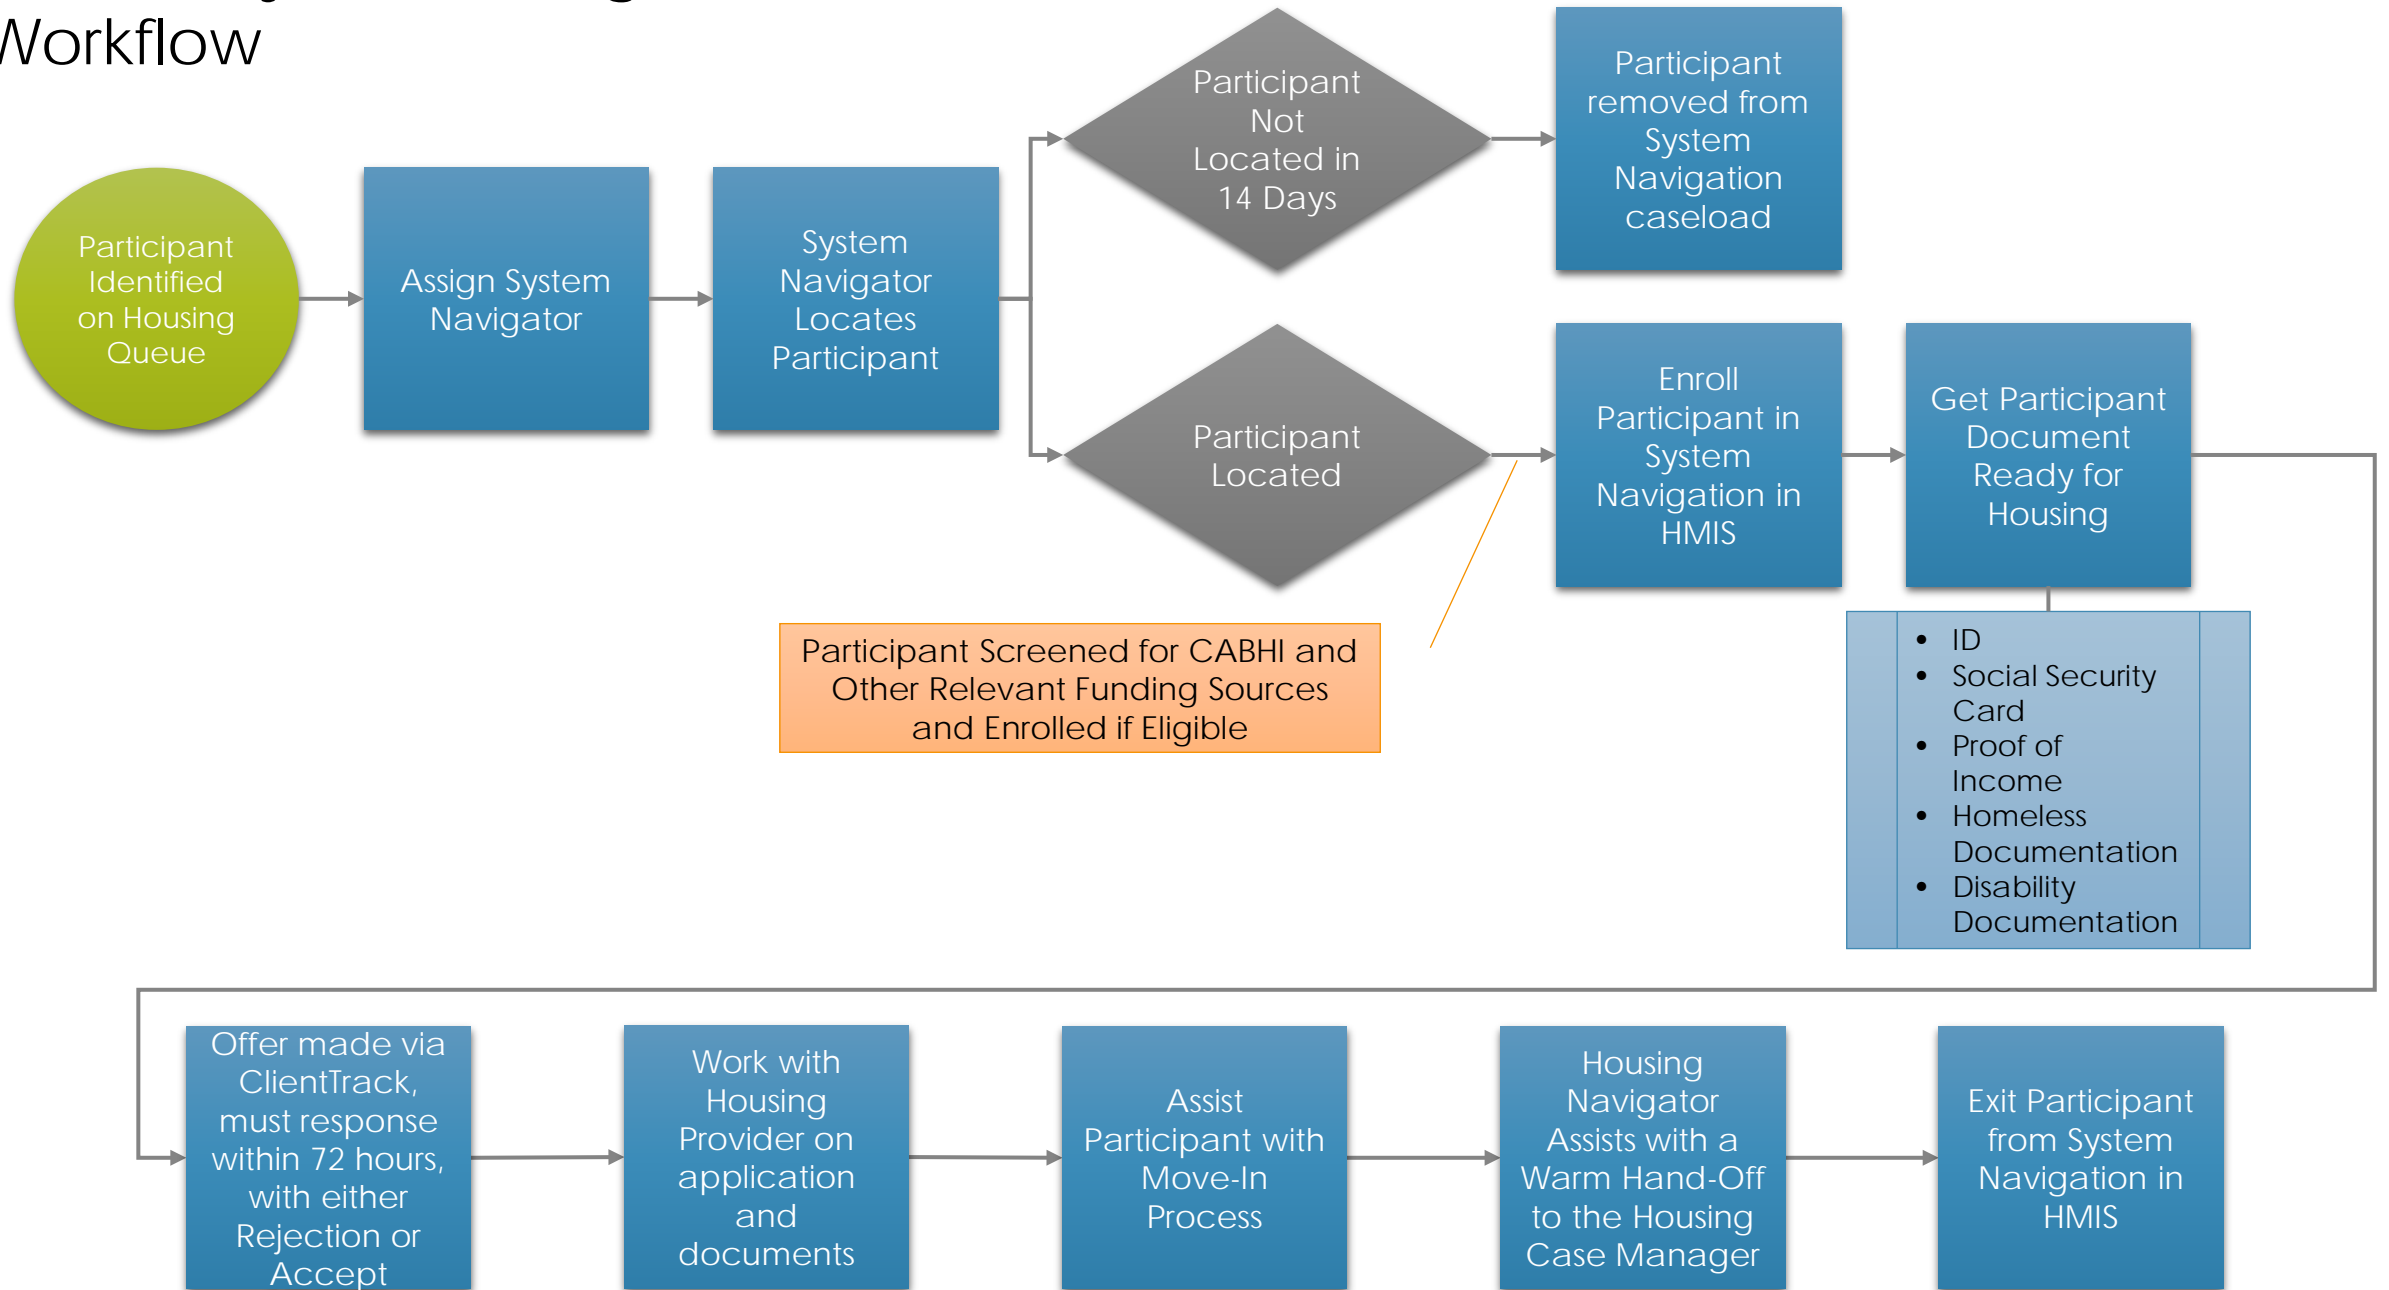 Workflow
Participant
Identified
on Housing
Queue
Assign System
Navigator
System
Navigator
Locates
Participant
Participant
Not
Located in
14 Days
Participant
removed from
System
Navigation
caseload
Participant
Located
Enroll
Participant in
System
Navigation in
HMIS
Get Participant
Document
Ready for
Housing
Participant Screened for CABHI and
Other Relevant Funding Sources
and Enrolled if Eligible
• ID
• Social Security
Card
• Proof of
Income
• Homeless
Documentation
• Disability
Documentation
Offer made via
ClientTrack,
must response
within 72 hours,
with either
Rejection or
Accept
Work with
Housing
Provider on
application
and
documents
Assist
Participant with
Move-In
Process
Housing
Navigator
Assists with a
Warm Hand-Off
to the Housing
Case Manager
Exit Participant
from System
Navigation in
HMIS